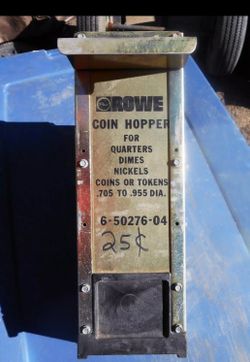 ROWE
COIN HOPPER
FOR
QUARTERS
DIMES
NICKELS
COINS OR TOKENS
.705 TO .955 DIA.
6-50276-04
25¢